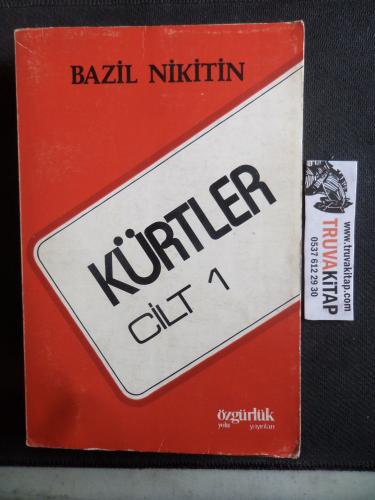 BAZİL NİKİTİN
KÜRTLER
CİLT 1
özgürlük
yolu yayınları
www.truvakitap.com
TRUVAKİTAP
0537 612 29 30